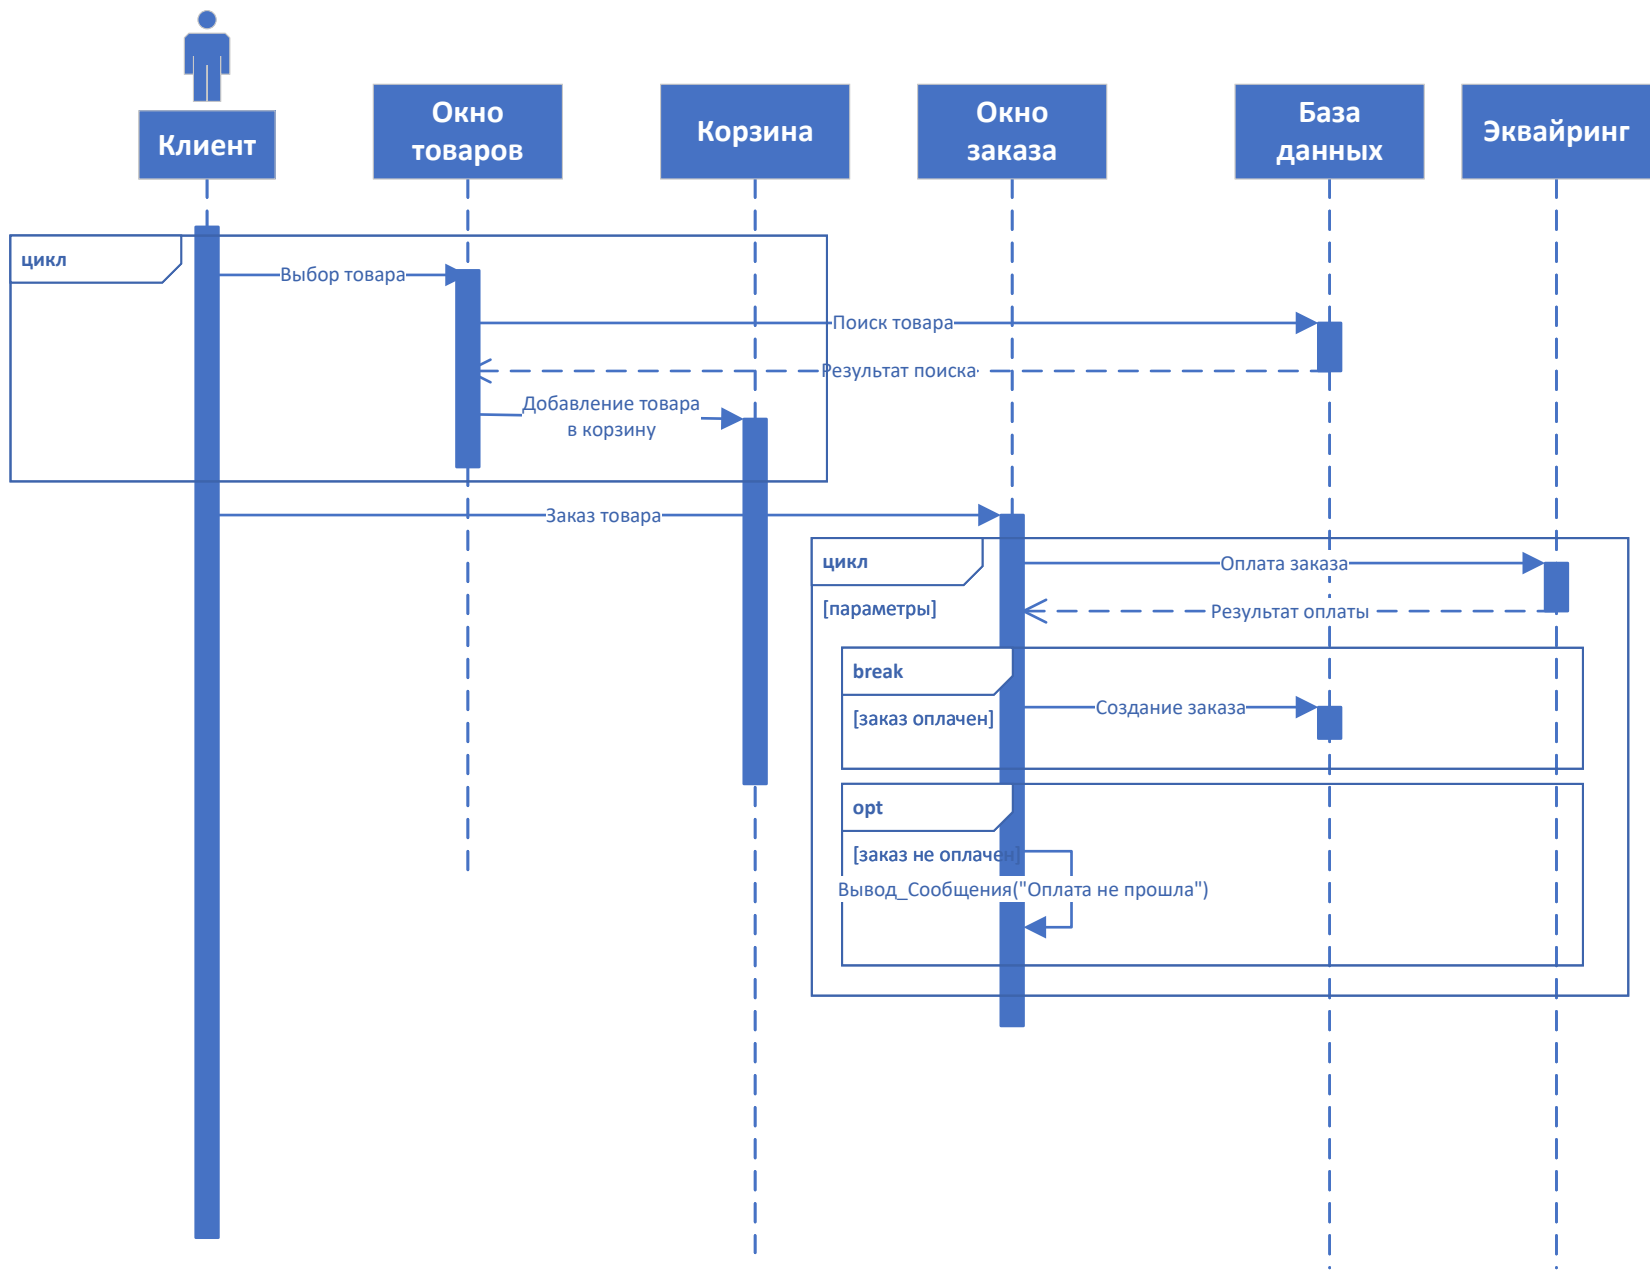 Клиент
Окно
товаров
Корзина
Окно
заказа
База
данных
Эквайринг
цикл
Выбор товара
Поиск товара
Результат поиска
Добавление товара
в корзину
Заказ товара
цикл
Оплата заказа
[параметры]
Результат оплаты
break
[заказ оплачен]
Создание заказа
opt
[заказ не оплачен]
Вывод_Сообщения("Оплата не прошла")